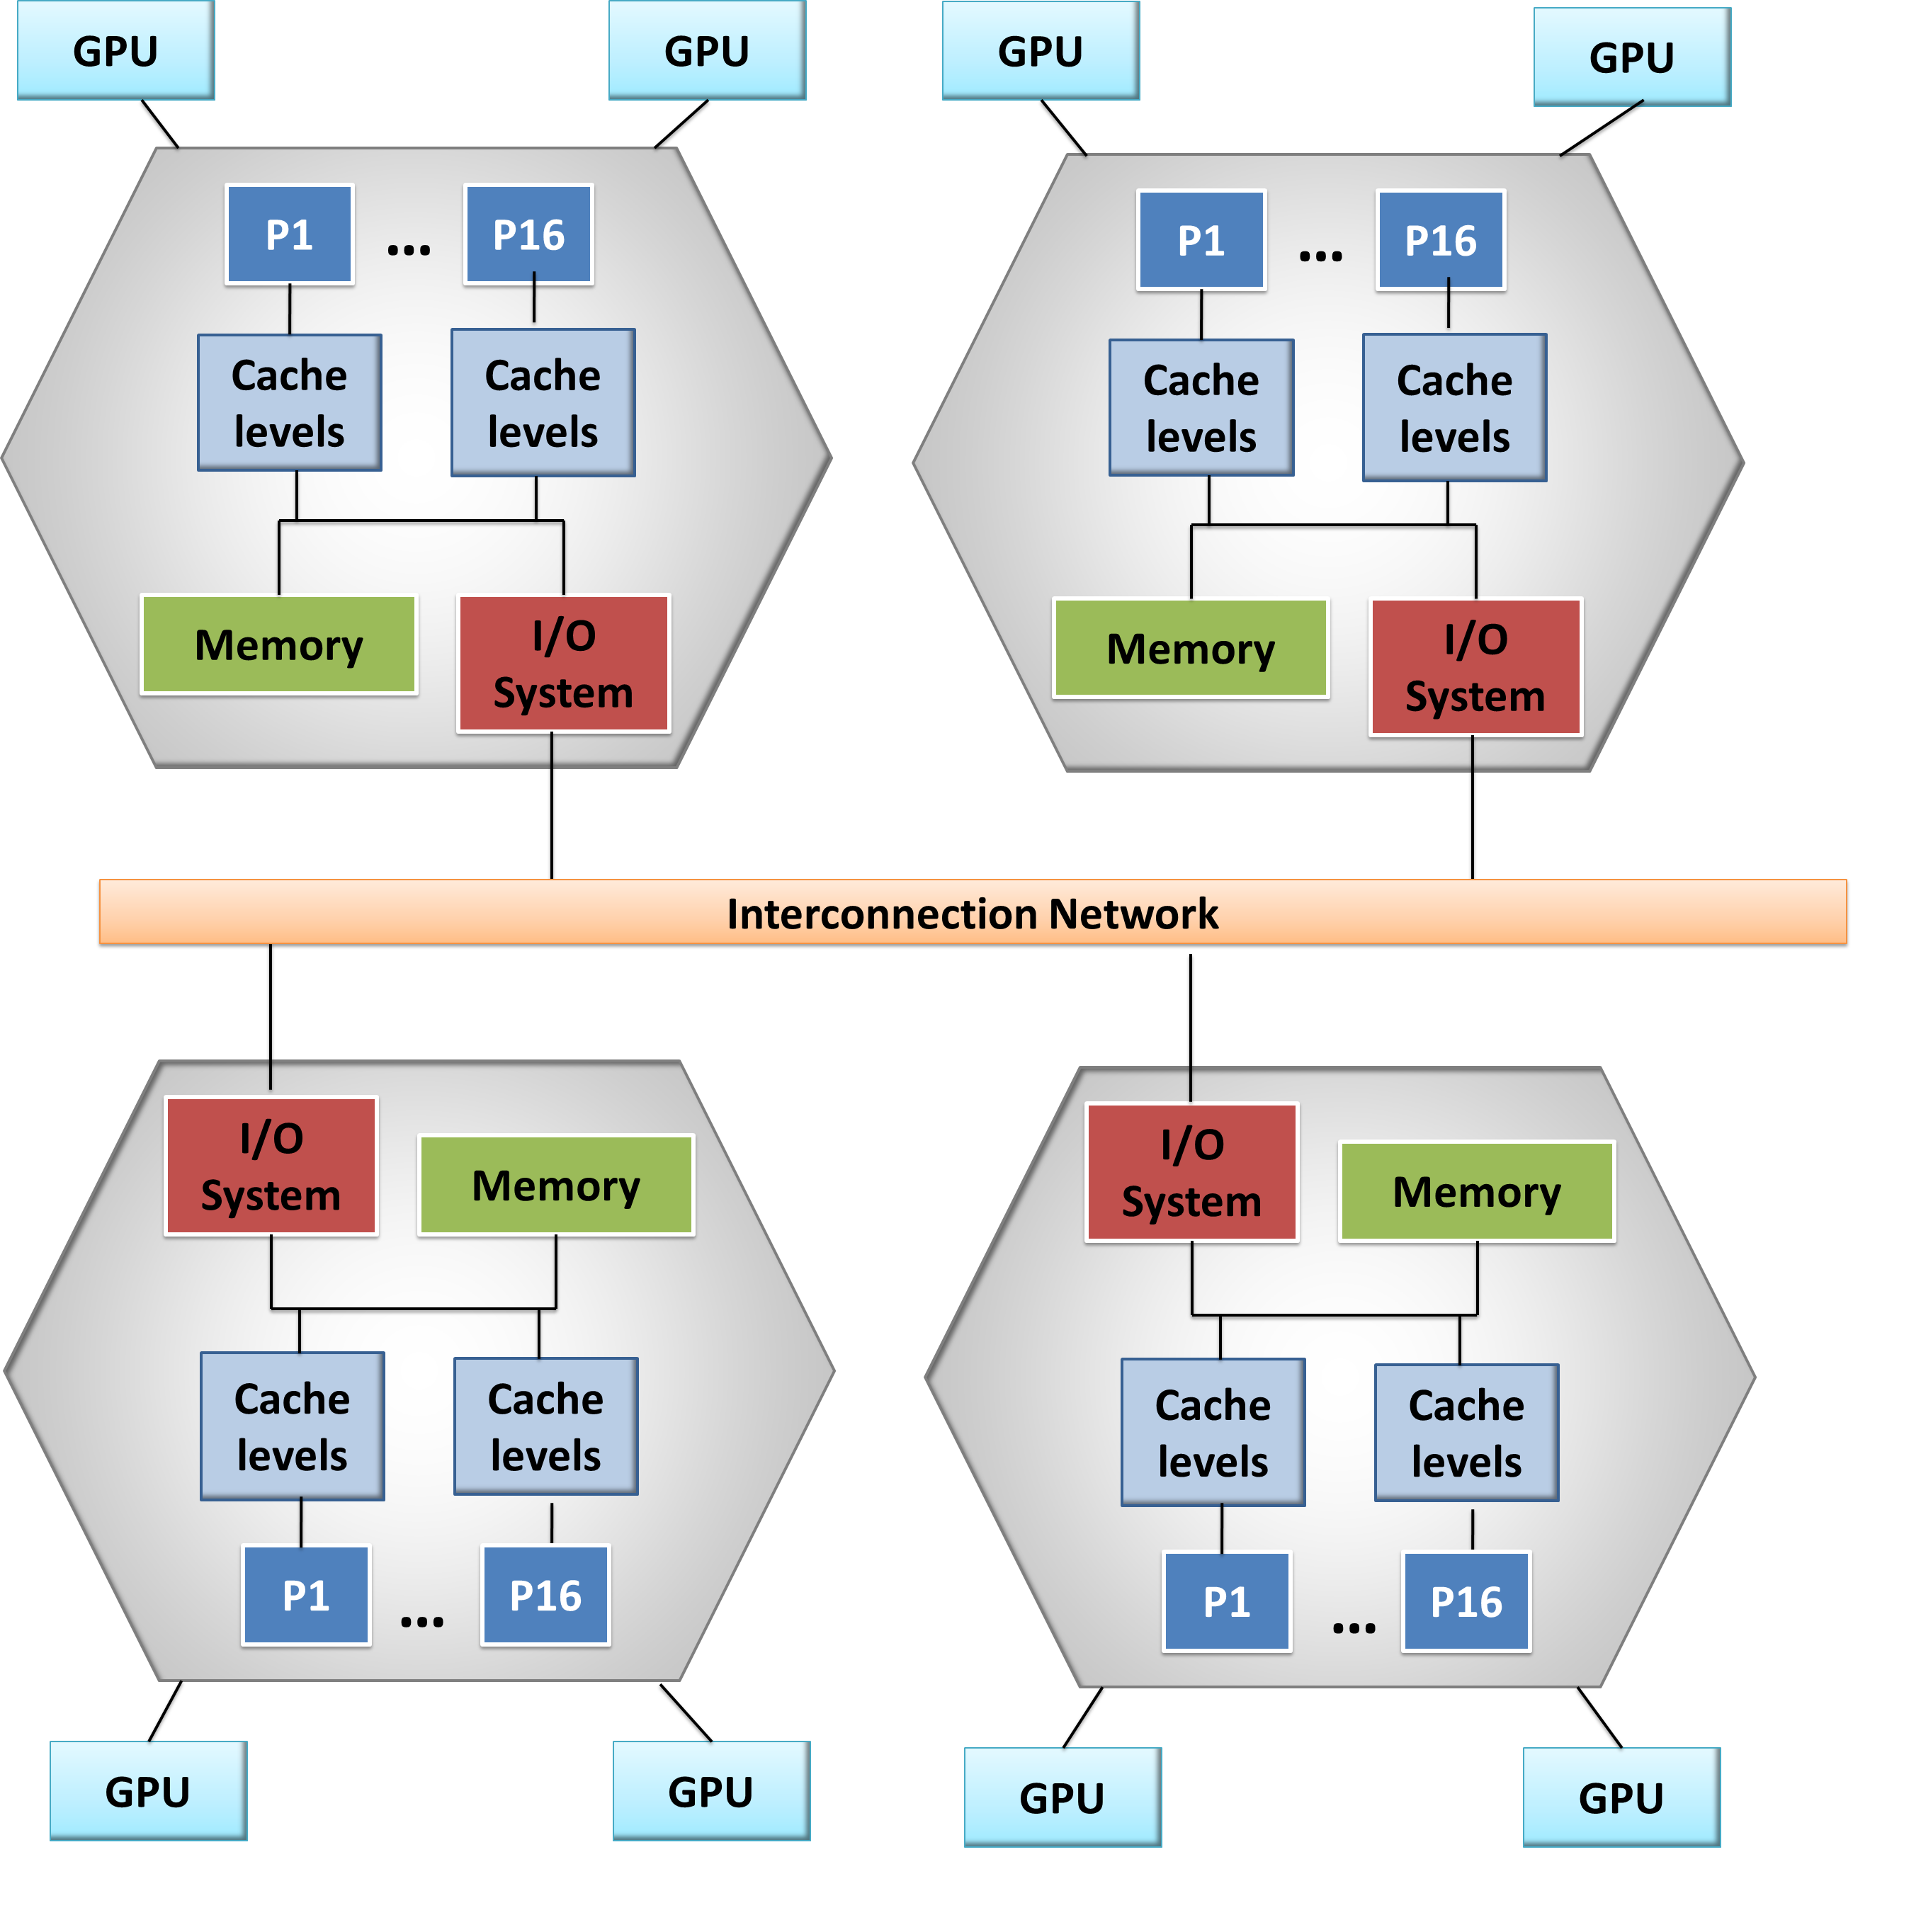 GPU
GPU
GPU
GPU
P1
...
P16
P1
...
P16
Cache
levels
Cache
levels
Cache
levels
Cache
levels
Memory
I/O
System
Memory
I/O
System
Interconnection Network
I/O
System
Memory
I/O
System
Memory
Cache
levels
Cache
levels
Cache
levels
Cache
levels
P1
...
P16
P1
...
P16
GPU
GPU
GPU
GPU